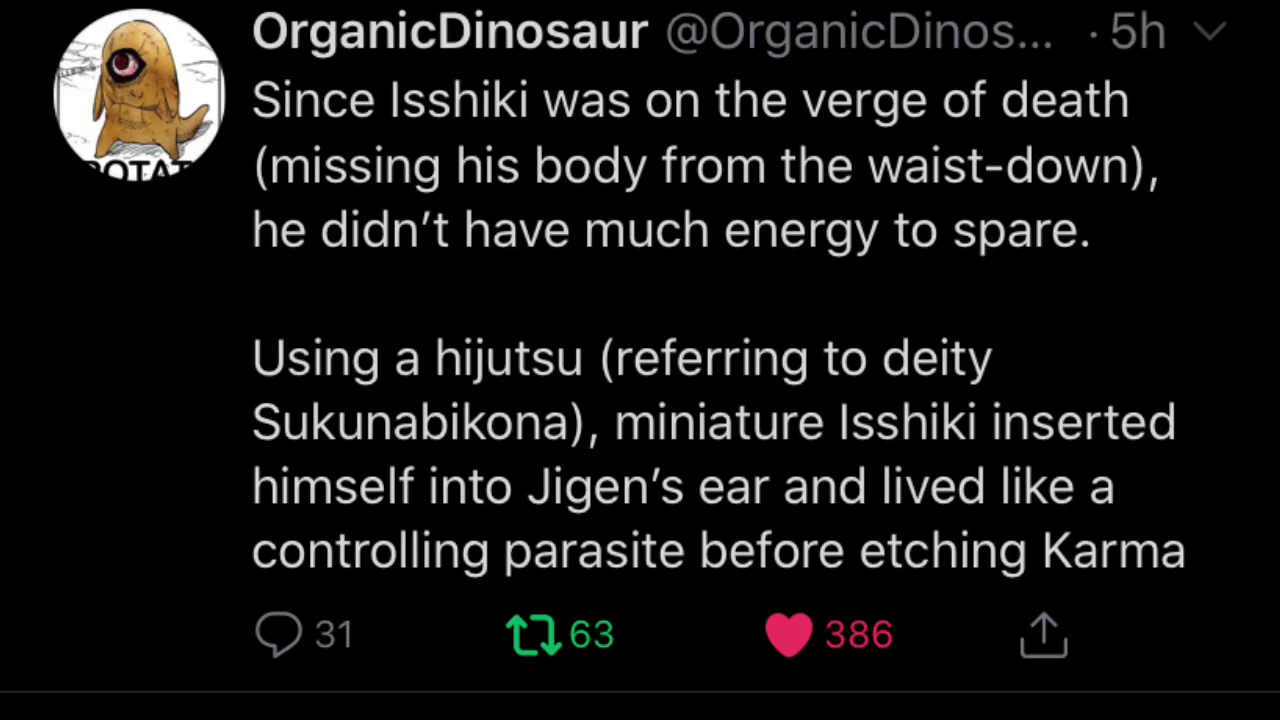 OrganicDinosaur @OrganicDinos... · 5h
Since Isshiki was on the verge of death
(missing his body from the waist-down),
he didn’t have much energy to spare.
Using a hijutsu (referring to deity
Sukunabikona), miniature Isshiki inserted
himself into Jigen’s ear and lived like a
controlling parasite before etching Karma
31 63 386